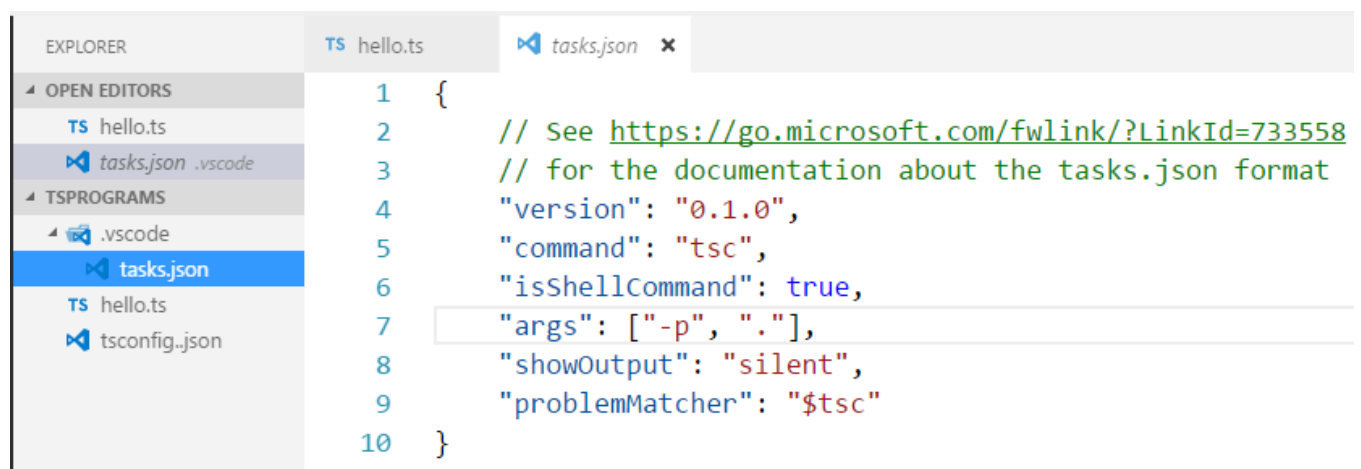 EXPLORER
OPEN EDITORS
TS hello.ts
tasks.json .vscode
TSPROGRAMS
.vscode
tasks.json
TS hello.ts
tsconfig..json
TS hello.ts tasks.json ×
1 {
2 // See https://go.microsoft.com/fwlink/?LinkId=733558
3 // for the documentation about the tasks.json format
4 "version": "0.1.0",
5 "command": "tsc",
6 "isShellCommand": true,
7 "args": ["-p", "."],
8 "showOutput": "silent",
9 "problemMatcher": "$tsc"
10 }